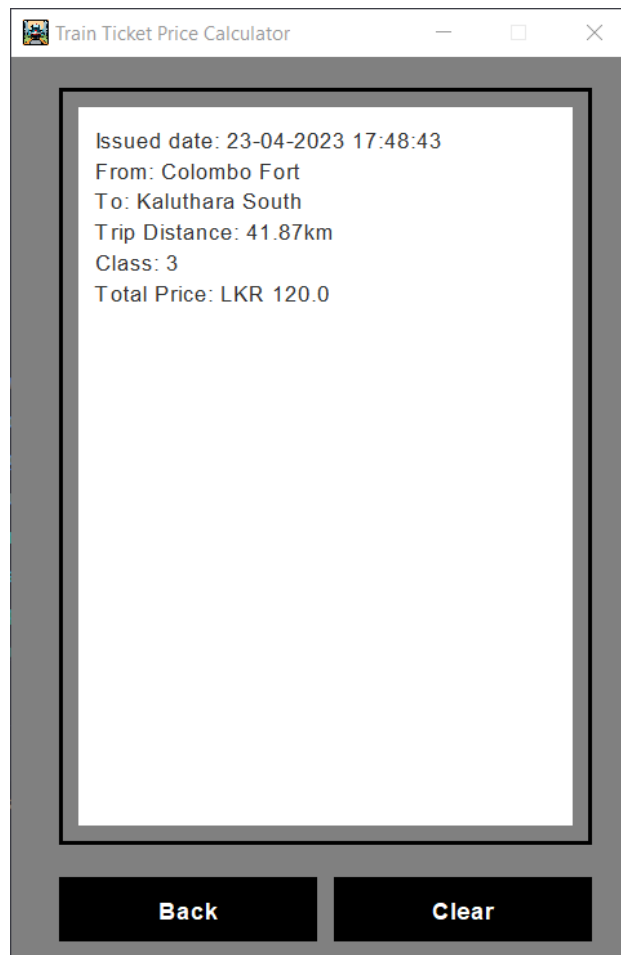 Train Ticket Price Calculator
Issued date: 23-04-2023 17:48:43
From: Colombo Fort
To: Kaluthara South
Trip Distance: 41.87km
Class: 3
Total Price: LKR 120.0
Back
Clear